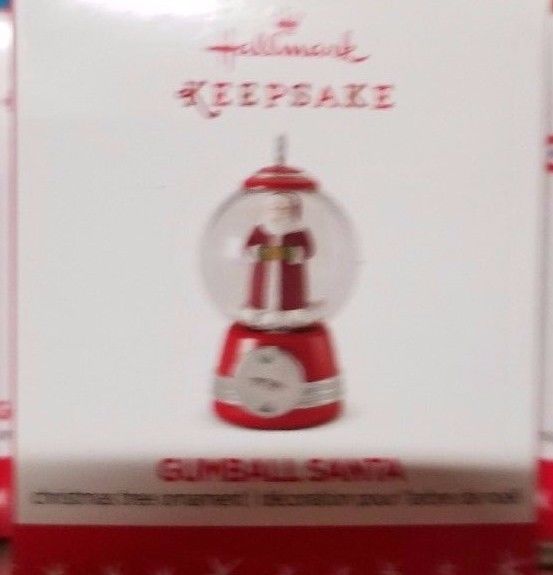 Hallmark
KEEPSAKE
GUMBALL SANTA
christmas tree ornament | décoration pour l'arbre de noël